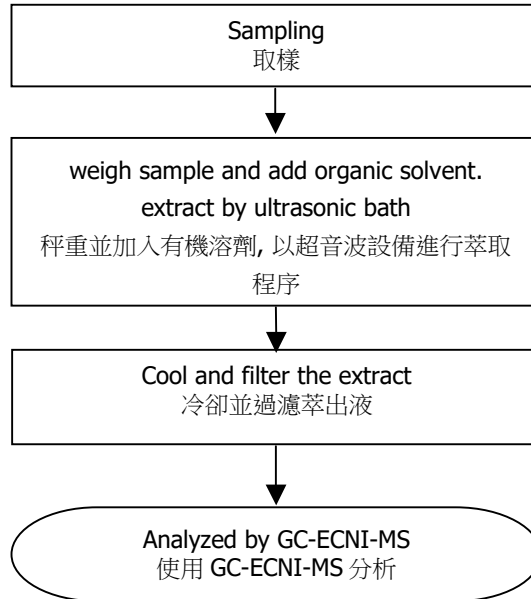 Sampling
取樣
weigh sample and add organic solvent.
extract by ultrasonic bath
秤重並加入有機溶劑, 以超音波設備進行萃取
程序
Cool and filter the extract
冷卻並過濾萃出液
Analyzed by GC-ECNI-MS
使用 GC-ECNI-MS 分析